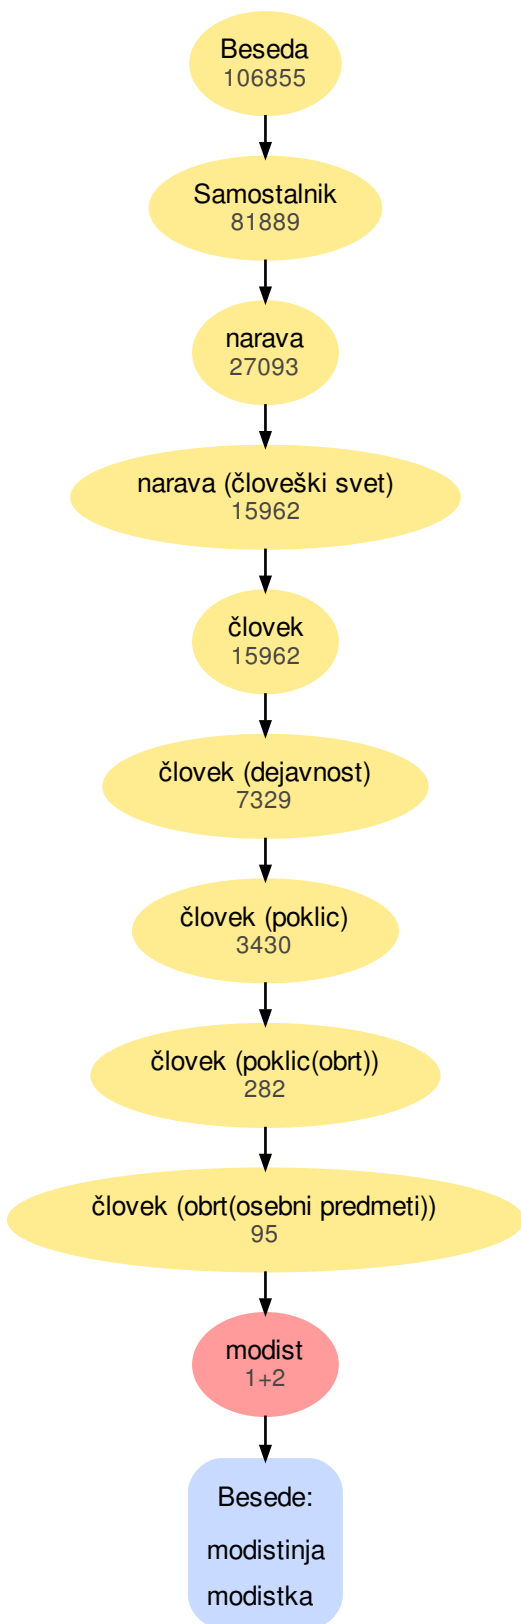 Beseda
106855
Samostalnik
81889
narava
27093
narava (človeški svet)
15962
človek
15962
človek (dejavnost)
7329
človek (poklic)
3430
človek (poklic(obrt))
282
človek (obrt(osebni predmeti))
95
modist
1+2
Besede:
modistinja
modistka